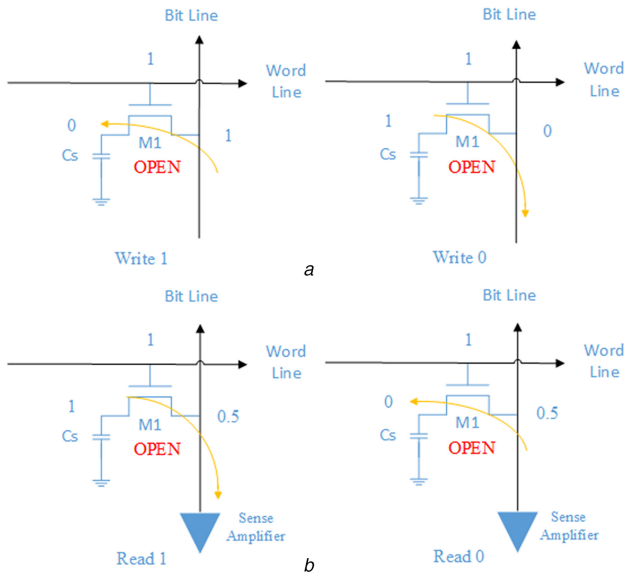 Bit Line
1
Word
Line
0
1
M1
Cs
OPEN
Write 1
Bit Line
1
Word
Line
1
0
M1
Cs
OPEN
Write 0
a
Bit Line
1
Word
Line
1
0.5
M1
Cs
OPEN
Sense
Amplifier
Read 1
Bit Line
1
Word
Line
0
0.5
M1
Cs
OPEN
Sense
Amplifier
Read 0
b